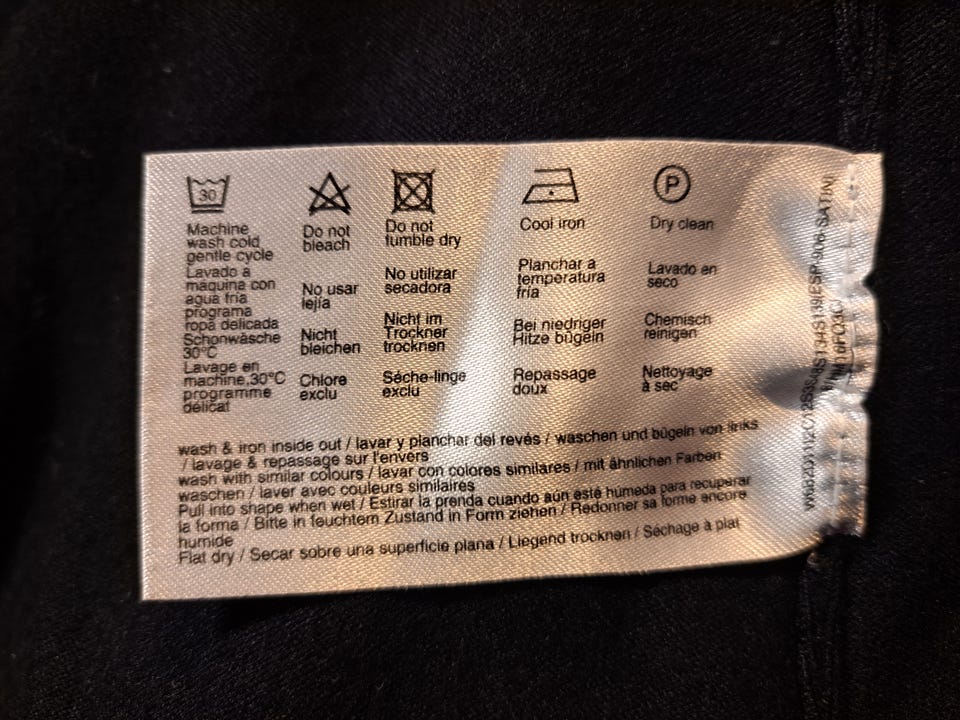 30
Machine
wash cold
gentle cycle
Lavado a
maquina con
agua fria
programa
ropa delicada
Schonwäsche
30°C
Lavage en
machine,30°C
programme
délicat
Do not
bleach
No usar
lejía
Nicht
bleichen
Chlore
exclu
Do not
tumble dry
No utilizar
secadora
Nicht im
Trockner
trocknen
Séche-linge
exclu
Cool iron
Planchar a
temperatura
fria
Bei niedriger
Hitze bügeln
Repassage
doux
P
Dry clean
Lavado en
seco
Chemisch
reinigen
Nettoyage
à sec
wash & iron inside out / lavar y planchar del revés / waschen und bügeln von links
/ lavage & repassage sur l'envers
wash with similar colours / lavar con colores similares / mit ähnlichen Farben
waschen / laver avec couleurs similaires
Pull into shape when wet / Estirar la prenda cuando aún esté humeda para recuperar
la forma / Bitte in feuchtem Zustand in Form ziehen / Redonner sa forme encore
humide
Flat dry / Secar sobre una superficie plana / Liegend trocknen / Séchage à plat